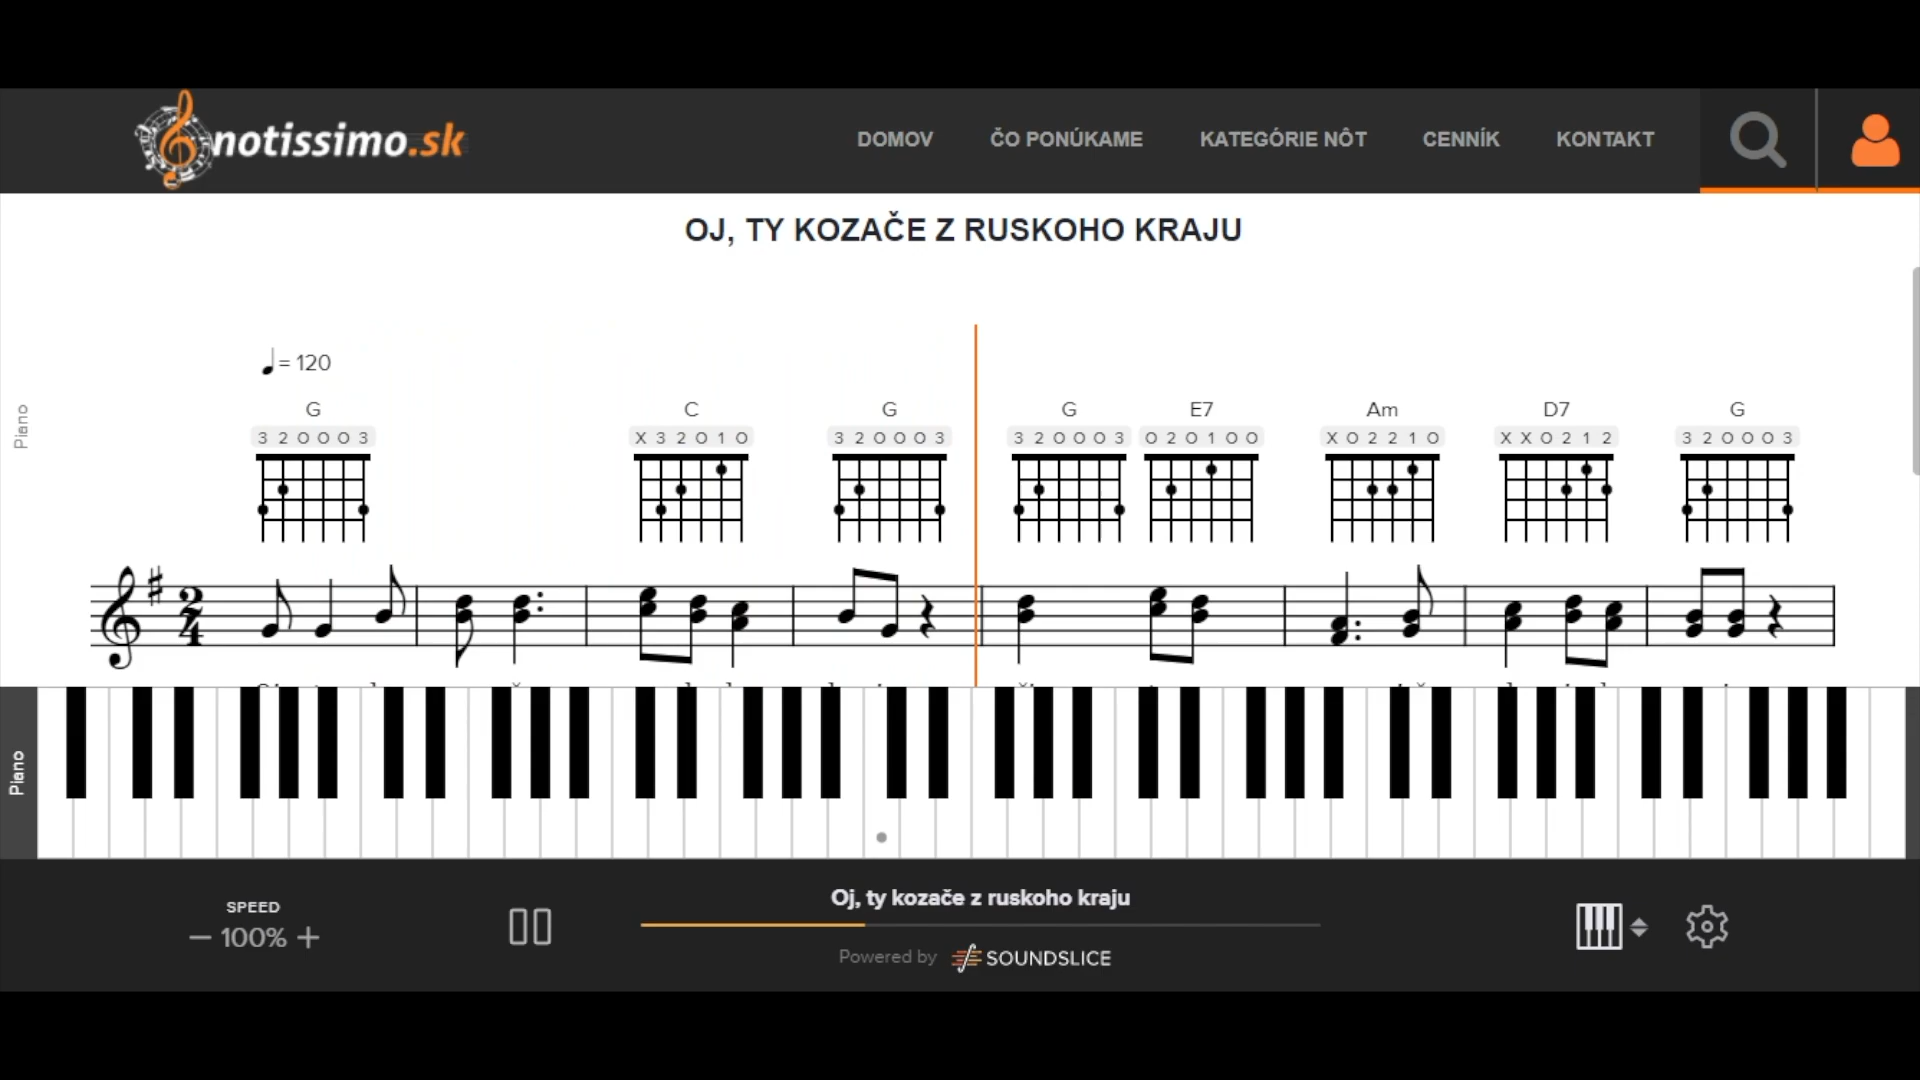 notissimo.sk
DOMOV ČO PONÚKAME KATEGÓRIE NÔT CENNÍK KONTAKT
OJ, TY KOZAČE Z RUSKOHO KRAJU
= 120
G C G G E7 Am D7 G
3 2 0 0 0 3 X 3 2 0 1 0 3 2 0 0 0 3 3 2 0 0 0 3 0 2 0 1 0 0 X 0 2 2 1 0 X X 0 2 1 2 3 2 0 0 0 3
Piano
2
4
Piano
Oj, ty kozače z ruskoho kraju
SPEED
— 100% +
Powered by SOUNDSLICE